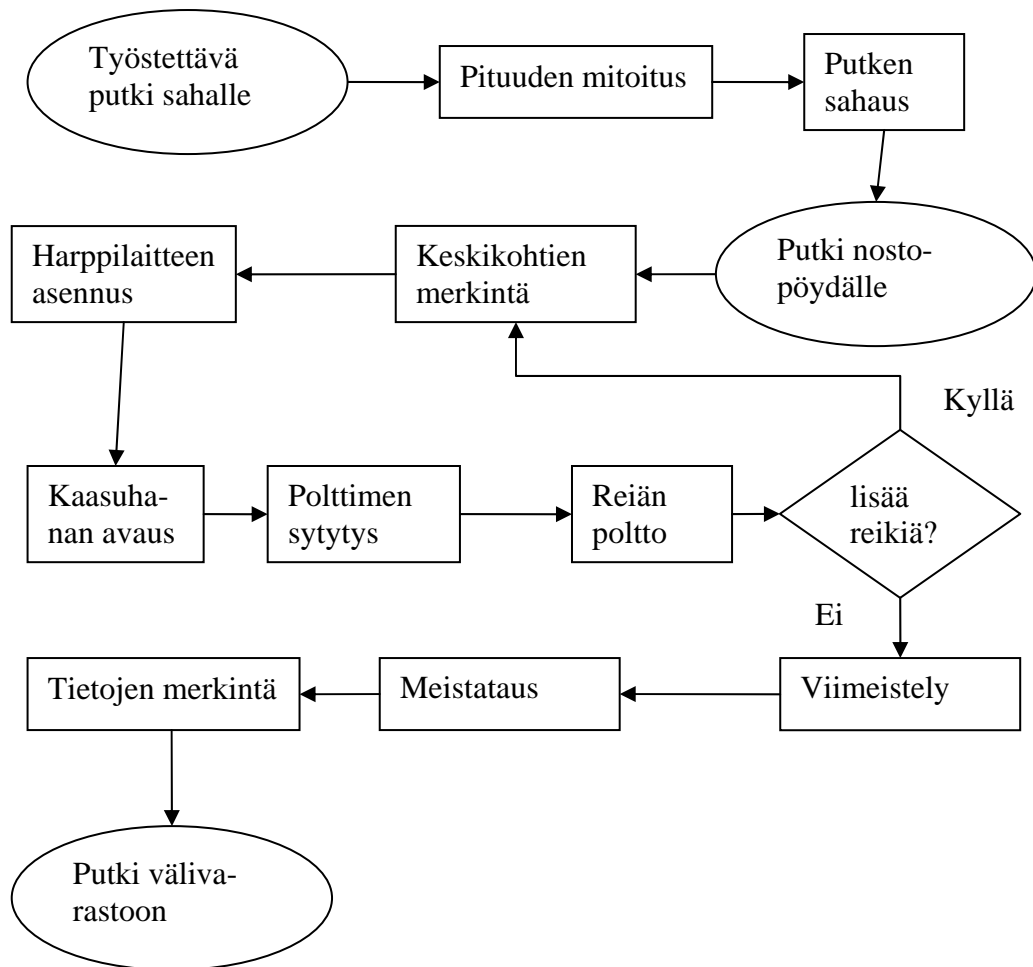 Työstettävä
putki sahalle
Pituuden mitoitus
Putken
sahaus
Putki nosto-
pöydälle
Keskikohtien
merkintä
Harppilaitteen
asennus
Kaasuha-
nan avaus
Polttimen
sytytys
Reiän
poltto
lisää
reikiä?
Kyllä
Ei
Viimeistely
Meistataus
Tietojen merkintä
Putki väliva-
rastoon